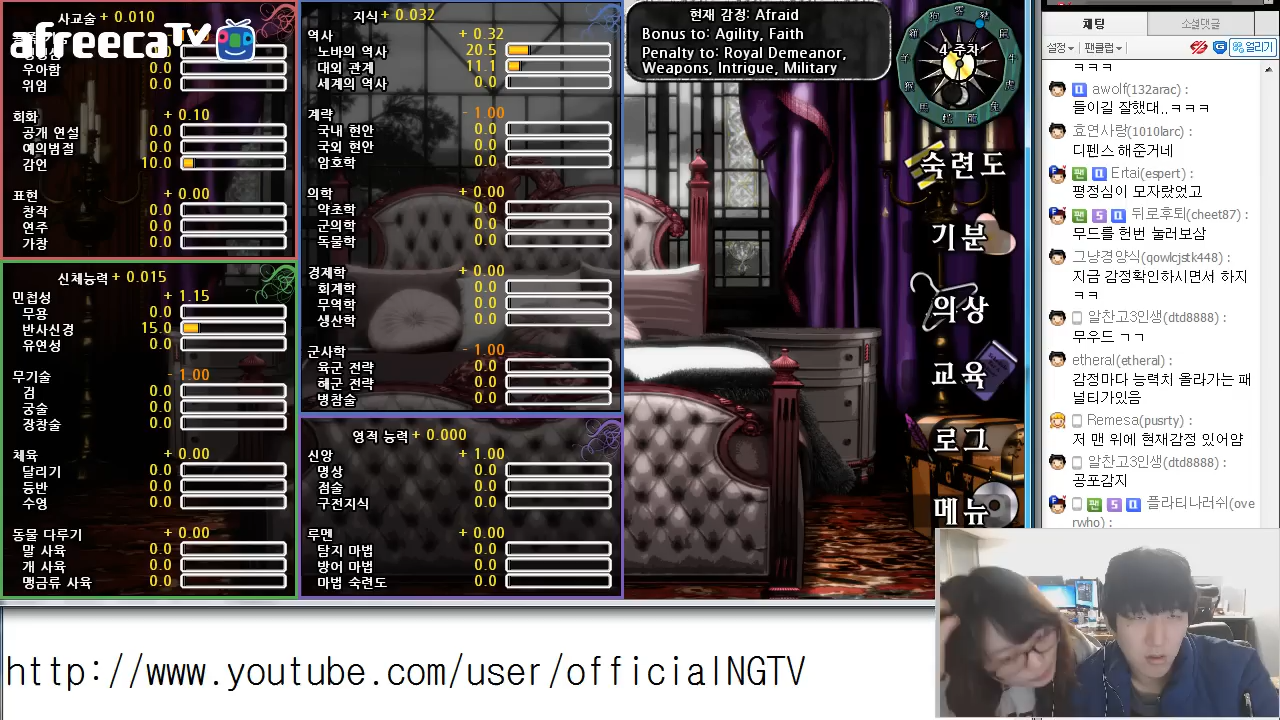 사교술 + 0.010
afreecaTV
0.0
우아함 0.0
위엄 0.0
회화 + 0.10
공개 연설 0.0
예의범절 0.0
감언 10.0
표현 + 0.00
창작 0.0
연주 0.0
가창 0.0
신체능력 + 0.015
민첩성 + 1.15
무용 0.0
반사신경 15.0
유연성 0.0
무기술 - 1.00
검 0.0
궁술 0.0
장창술 0.0
체육 + 0.00
달리기 0.0
등반 0.0
수영 0.0
동물 다루기 + 0.00
말 사육 0.0
개 사육 0.0
맹금류 사육 0.0
지식 + 0.032
역사 + 0.32
노바의 역사 20.5
대외 관계 11.1
세계의 역사 0.0
계략 - 1.00
국내 현안 0.0
국외 현안 0.0
암호학 0.0
의학 + 0.00
약초학 0.0
군의학 0.0
독물학 0.0
경제학 + 0.00
회계학 0.0
무역학 0.0
생산학 0.0
군사학 - 1.00
육군 전략 0.0
해군 전략 0.0
병참술 0.0
영적 능력 + 0.000
신앙 + 1.00
명상 0.0
점술 0.0
구전지식 0.0
루멘 + 0.00
탐지 마법 0.0
방어 마법 0.0
마법 숙련도 0.0
현재 감정: Afraid
Bonus to: Agility, Faith
Penalty to: Royal Demeanor,
Weapons, Intrigue, Military
4 주차
숙련도
기분
의상
교육
로그
메뉴
채팅 소셜댓글
설정 팬클럽 얼리기
ㅋㅋㅋ
awolf(132arac) :
들이길 잘했대..ㅋㅋㅋ
효연사랑(1010larc) :
디펜스 해준거네
팬 Ertai(espert) :
평정심이 모자랐었고
팬 S 뒤로후퇴(cheet87) :
무드를 한번 눌러보삼
그냥경양식(qowlcjstk448) :
지금 감정확인하시면서 하지
ㅋㅋ
알찬고3인생(dtd8888) :
무우드 ㄱㄱ
etheral(etheral) :
감정마다 능력치 올라가는 패
널티가있음
Remesa(pusrty) :
저 맨 위에 현재감정 있어얌
알찬고3인생(dtd8888) :
공포감지
팬 S 플라티나러쉬(ove
rwho) :
http://www.youtube.com/user/officialNGTV